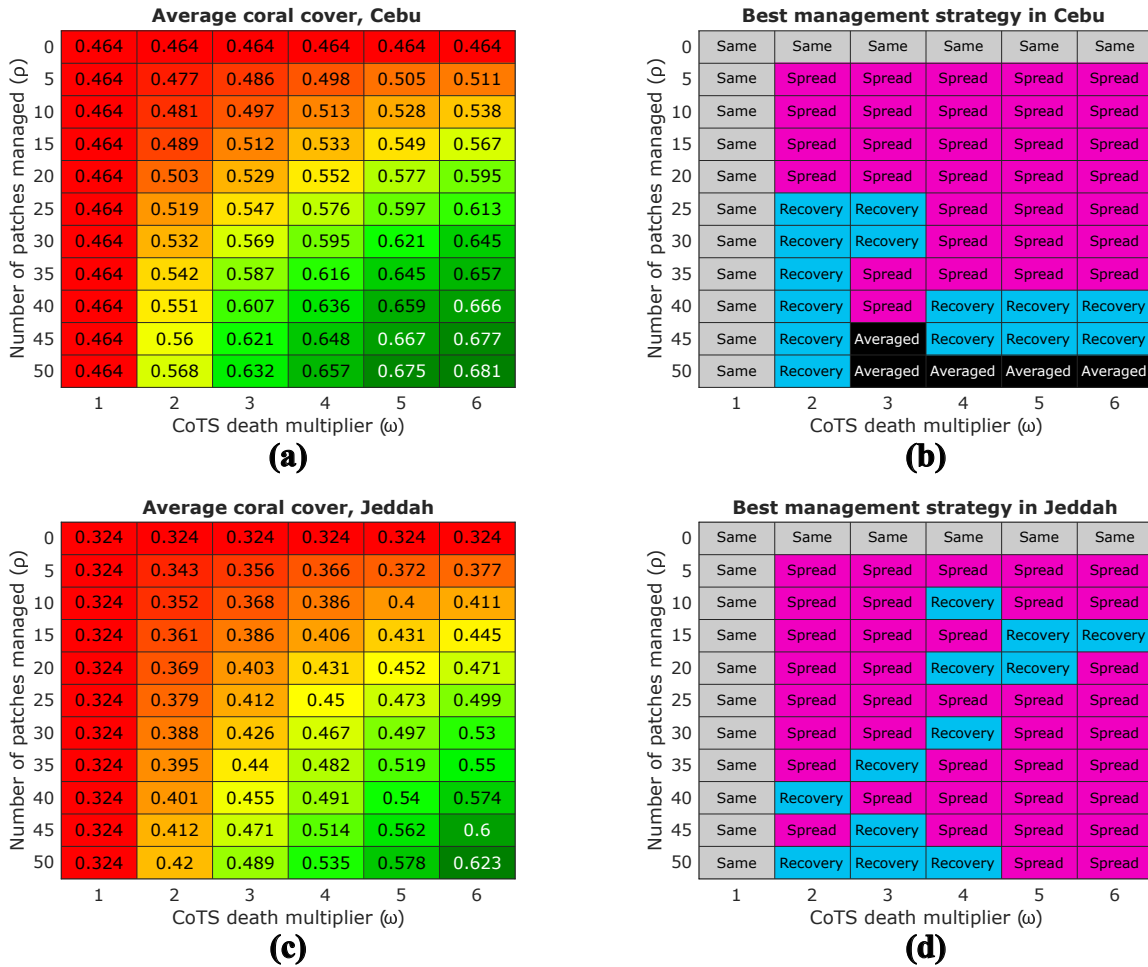 Average coral cover, Cebu
Number of patches managed (ρ)
0 0.464 0.464 0.464 0.464 0.464 0.464
5 0.464 0.477 0.486 0.498 0.505 0.511
10 0.464 0.481 0.497 0.513 0.528 0.538
15 0.464 0.489 0.512 0.533 0.549 0.567
20 0.464 0.503 0.529 0.552 0.577 0.595
25 0.464 0.519 0.547 0.576 0.597 0.613
30 0.464 0.532 0.569 0.595 0.621 0.645
35 0.464 0.542 0.587 0.616 0.645 0.657
40 0.464 0.551 0.607 0.636 0.659 0.666
45 0.464 0.56 0.621 0.648 0.667 0.677
50 0.464 0.568 0.632 0.657 0.675 0.681
1 2 3 4 5 6
CoTS death multiplier (ω)
(a)
Best management strategy in Cebu
Number of patches managed (ρ)
0 Same Same Same Same Same Same
5 Same Spread Spread Spread Spread Spread
10 Same Spread Spread Spread Spread Spread
15 Same Spread Spread Spread Spread Spread
20 Same Spread Spread Spread Spread Spread
25 Same Recovery Recovery Spread Spread Spread
30 Same Recovery Recovery Spread Spread Spread
35 Same Recovery Spread Spread Spread Spread
40 Same Recovery Spread Recovery Recovery Recovery
45 Same Recovery Averaged Recovery Recovery Recovery
50 Same Recovery Averaged Averaged Averaged Averaged
1 2 3 4 5 6
CoTS death multiplier (ω)
(b)
Average coral cover, Jeddah
Number of patches managed (ρ)
0 0.324 0.324 0.324 0.324 0.324 0.324
5 0.324 0.343 0.356 0.366 0.372 0.377
10 0.324 0.352 0.368 0.386 0.4 0.411
15 0.324 0.361 0.386 0.406 0.431 0.445
20 0.324 0.369 0.403 0.431 0.452 0.471
25 0.324 0.379 0.412 0.45 0.473 0.499
30 0.324 0.388 0.426 0.467 0.497 0.53
35 0.324 0.395 0.44 0.482 0.519 0.55
40 0.324 0.401 0.455 0.491 0.54 0.574
45 0.324 0.412 0.471 0.514 0.562 0.6
50 0.324 0.42 0.489 0.535 0.578 0.623
1 2 3 4 5 6
CoTS death multiplier (ω)
(c)
Best management strategy in Jeddah
Number of patches managed (ρ)
0 Same Same Same Same Same Same
5 Same Spread Spread Spread Spread Spread
10 Same Spread Spread Recovery Spread Spread
15 Same Spread Spread Spread Recovery Recovery
20 Same Spread Spread Recovery Recovery Spread
25 Same Spread Spread Spread Spread Spread
30 Same Spread Spread Recovery Spread Spread
35 Same Spread Recovery Spread Spread Spread
40 Same Recovery Spread Spread Spread Spread
45 Same Spread Recovery Spread Spread Spread
50 Same Recovery Recovery Recovery Spread Spread
1 2 3 4 5 6
CoTS death multiplier (ω)
(d)